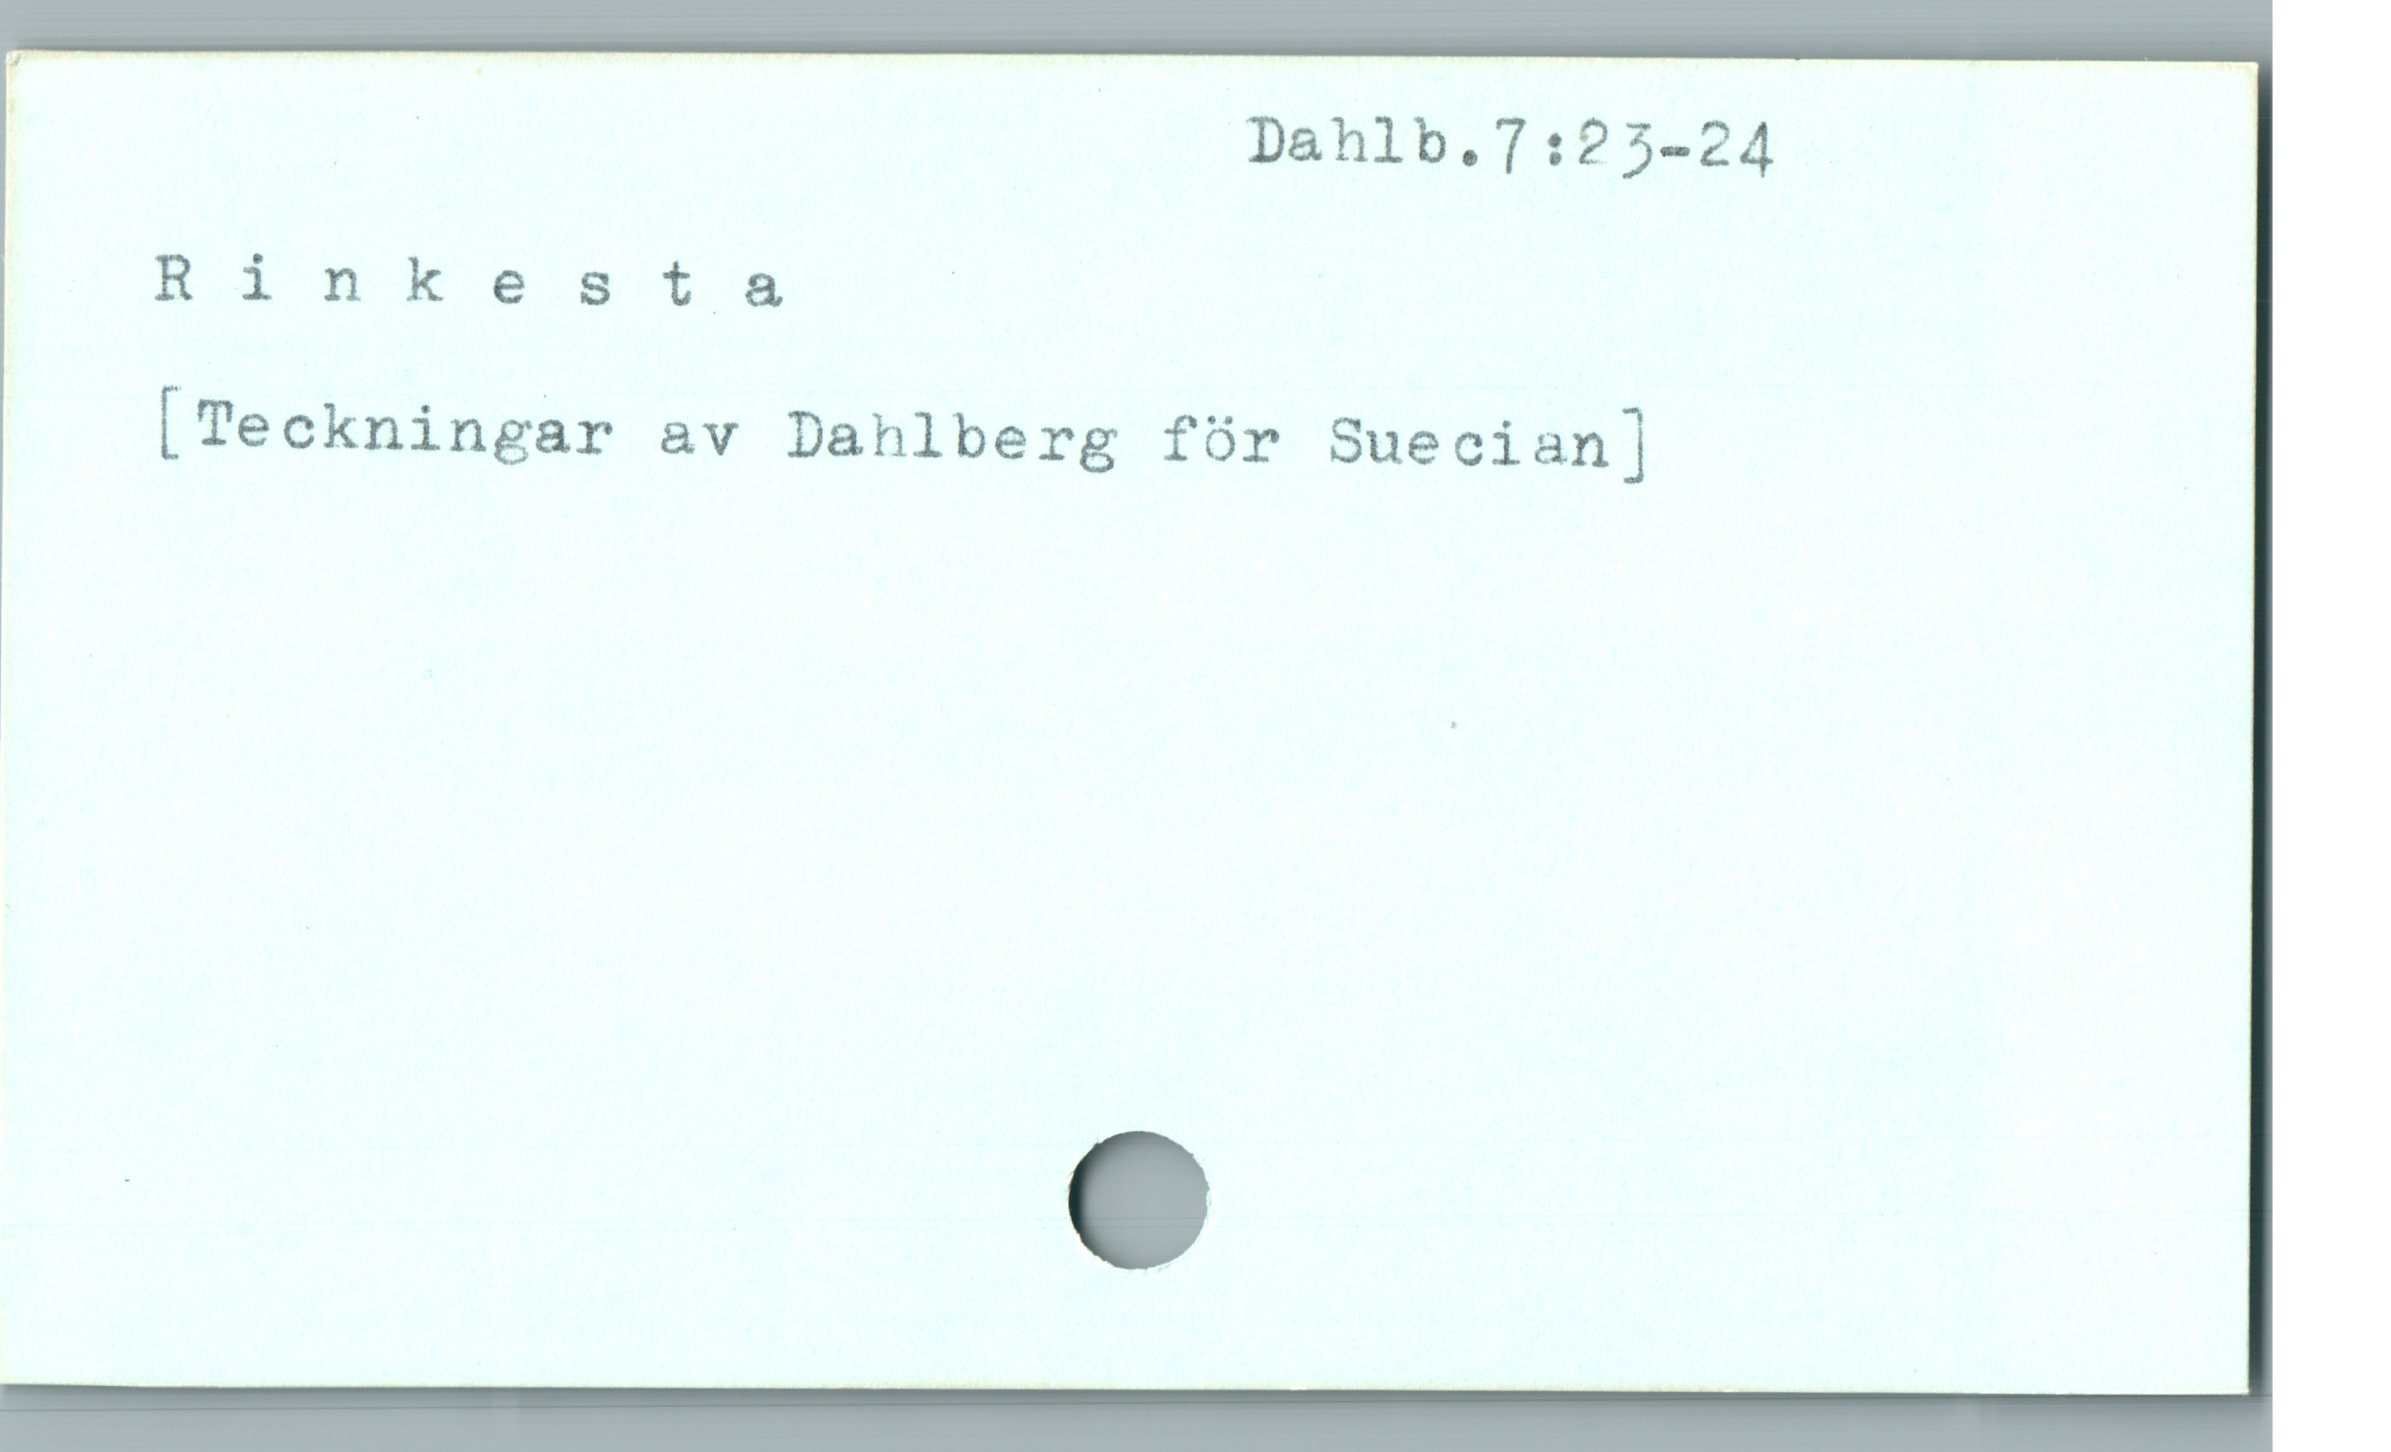 Dahlb.7:23-24
R i n k e s t a
[Teckningar av Dahlberg för Suecian]